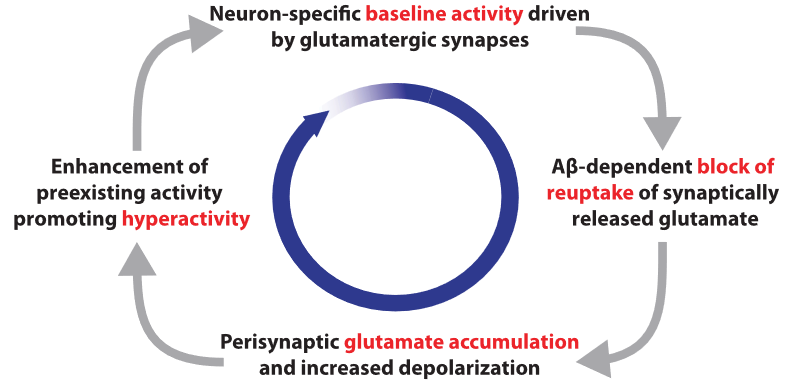 Neuron-specific baseline activity driven
by glutamatergic synapses
Aβ-dependent block of
reuptake of synaptically
released glutamate
Perisynaptic glutamate accumulation
and increased depolarization
Enhancement of
preexisting activity
promoting hyperactivity